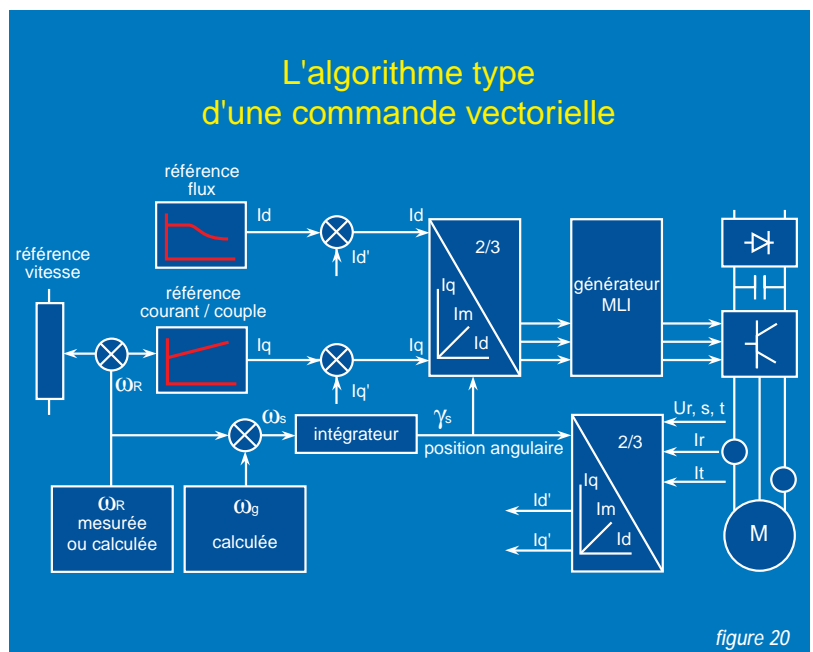 L'algorithme type
d'une commande vectorielle
référence
flux
Id
Id
Id'
2/3
Iq
Im
Id
générateur
MLI
référence
vitesse
référence
courant / couple
ωR
Iq
Iq
Iq'
ωs
intégrateur
γs
position angulaire
2/3
Iq
Im
Id
Ur, s, t
Ir
It
ωR
mesurée
ou calculée
ωg
calculée
Id'
Iq'
M
figure 20